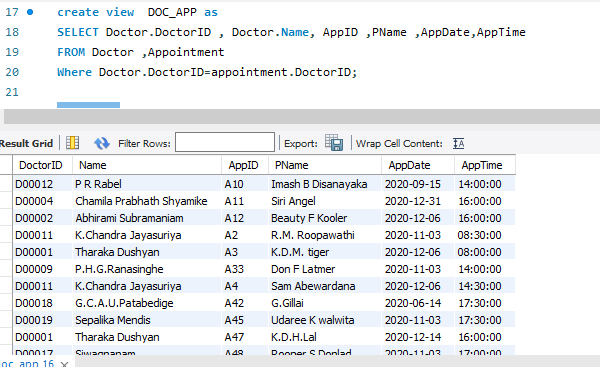 17 create view DOC_APP as
18 SELECT Doctor.DoctorID , Doctor.Name, AppID ,PName ,AppDate,AppTime
19 FROM Doctor ,Appointment
20 Where Doctor.DoctorID=appointment.DoctorID;
21
Result Grid Filter Rows: Export: Wrap Cell Content:
DoctorID Name AppID PName AppDate AppTime
D00012 P R Rabel A10 Imash B Disanayaka 2020-09-15 14:00:00
D00004 Chamila Prabhath Shyamike A11 Siri Angel 2020-12-31 16:00:00
D00002 Abhirami Subramaniam A12 Beauty F Kooler 2020-12-06 16:00:00
D00011 K.Chandra Jayasuriya A2 R.M. Roopawathi 2020-11-03 08:30:00
D00001 Tharaka Dushyan A3 K.D.M. tiger 2020-12-06 08:00:00
D00009 P.H.G.Ranasinghe A33 Don F Latmer 2020-11-03 14:00:00
D00011 K.Chandra Jayasuriya A4 Sam Abewardana 2020-12-06 14:30:00
D00018 G.C.A.U.Patabedige A42 G.Gillai 2020-06-14 17:30:00
D00019 Sepalika Mendis A45 Udaree K walwita 2020-11-03 17:30:00
D00001 Tharaka Dushyan A47 K.D.H.Lal 2020-12-14 16:00:00
D00017 Siwagnanam A48 2020-11-03 17:00:00
oc_app 16